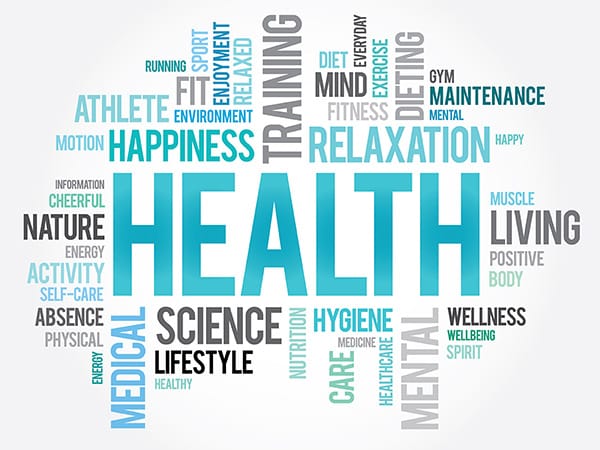 RUNNING
SPORT
ENJOYMENT
RELAXED
FIT
ATHLETE
ENVIRONMENT
TRAINING
DIET
EVERYDAY
MIND
EXERCISE
DIETING
FITNESS
GYM
MAINTENANCE
MENTAL
MOTION
HAPPINESS
RELAXATION
HAPPY
INFORMATION
CHEERFUL
NATURE
ENERGY
ACTIVITY
SELF-CARE
HEALTH
MUSCLE
LIVING
POSITIVE
BODY
ABSENCE
PHYSICAL
ENERGY
MEDICAL
SCIENCE
LIFESTYLE
HEALTHY
NUTRITION
HYGIENE
MEDICINE
CARE
HEALTHCARE
MENTAL
WELLNESS
WELLBEING
SPIRIT